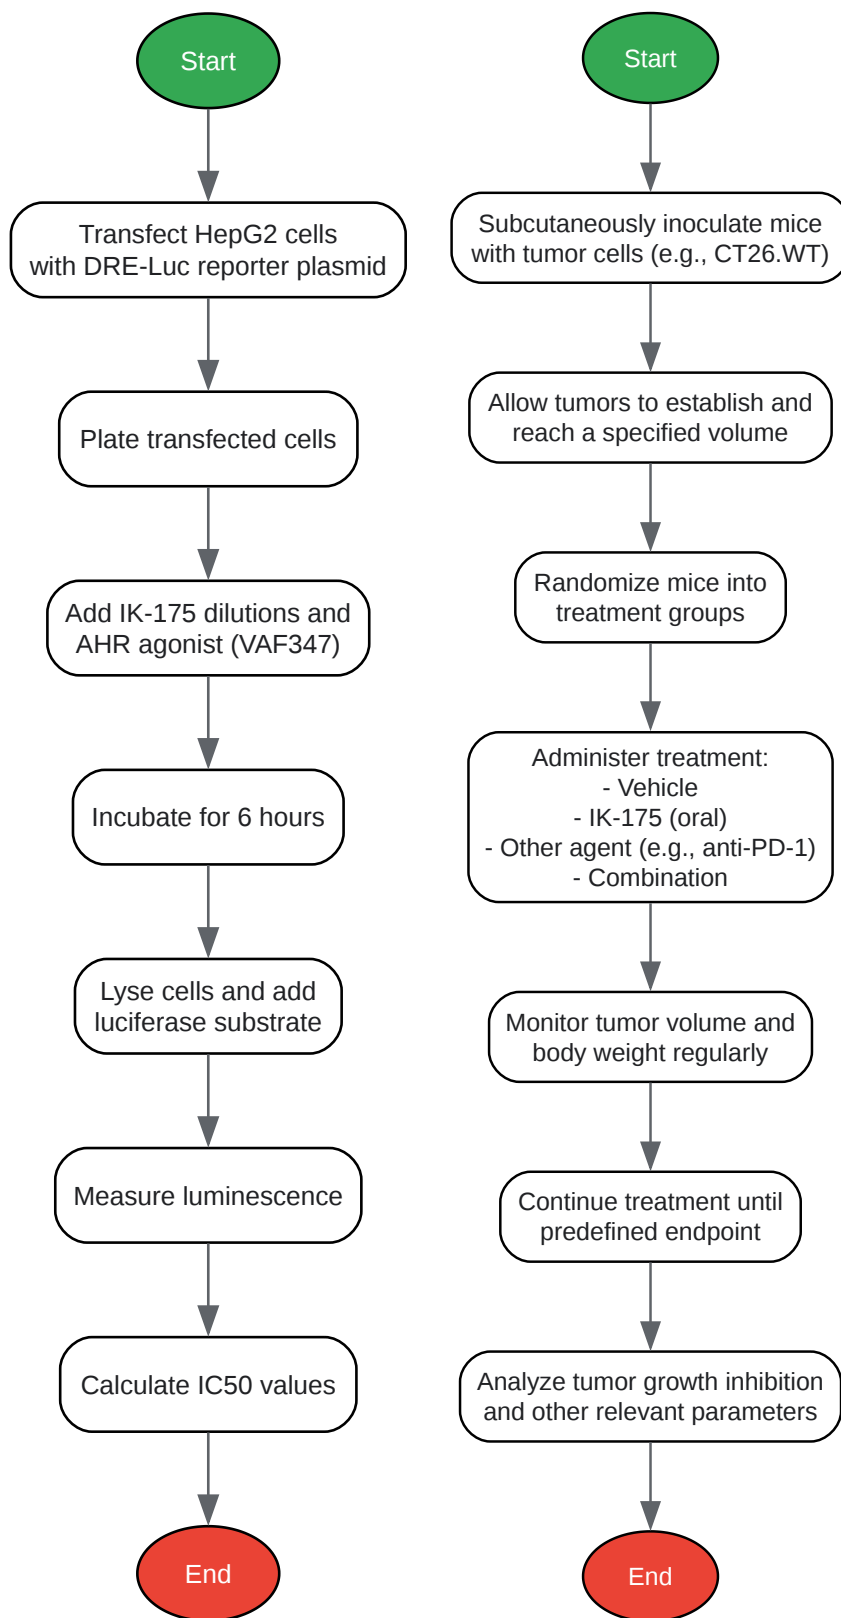 Start
Transfect HepG2 cells
with DRE-Luc reporter plasmid
Plate transfected cells
Add IK-175 dilutions and
AHR agonist (VAF347)
Incubate for 6 hours
Lyse cells and add
luciferase substrate
Measure luminescence
Calculate IC50 values
End
Start
Subcutaneously inoculate mice
with tumor cells (e.g., CT26.WT)
Allow tumors to establish and
reach a specified volume
Randomize mice into
treatment groups
Administer treatment:
- Vehicle
- IK-175 (oral)
- Other agent (e.g., anti-PD-1)
- Combination
Monitor tumor volume and
body weight regularly
Continue treatment until
predefined endpoint
Analyze tumor growth inhibition
and other relevant parameters
End